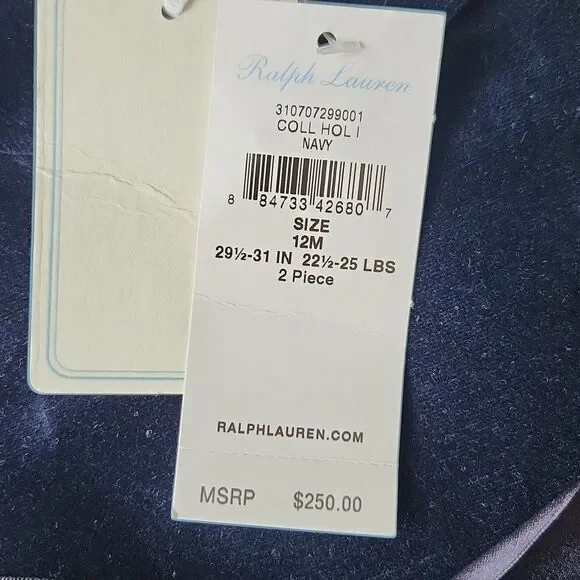 Ralph Lauren
310707299001
COLL HOL I
NAVY
8 84733 42680 7
SIZE
12M
29½-31 IN 22½-25 LBS
2 Piece
RALPHLAUREN.COM
MSRP $250.00